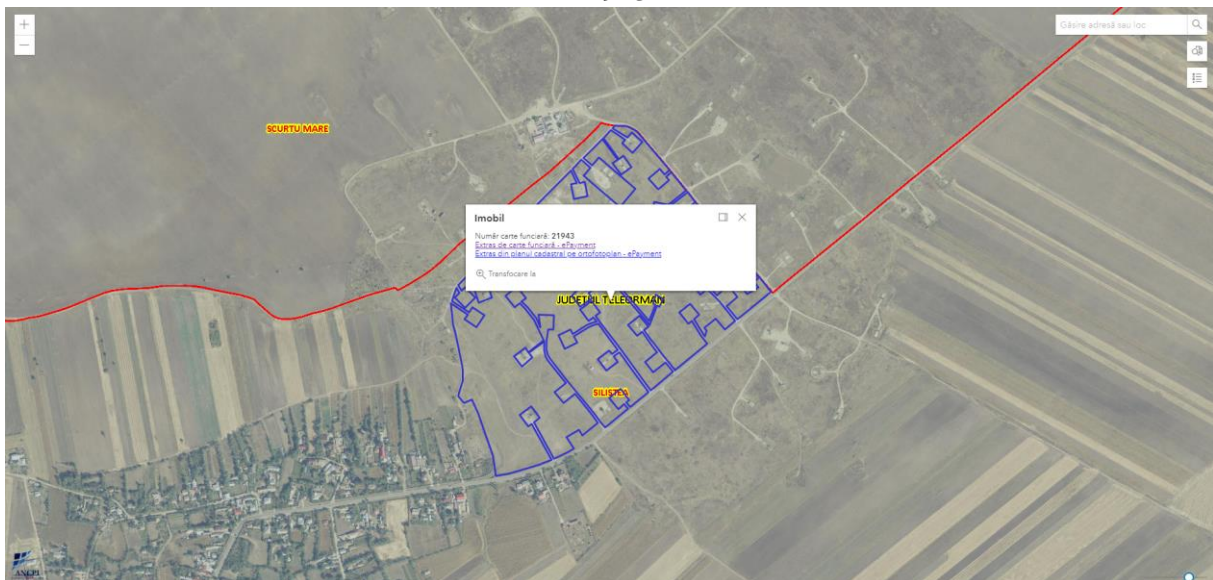 +
Găsire adresă sau loc
−
SCURTU MARE
Imobil
Număr carte funciară: 21943
Extras de carte funciară - ePayment
Extras din planul cadastral pe ortofotoplan - ePayment
Transfocare la
JUDEȚUL TELEORMAN
SILISTEA
ANCPI